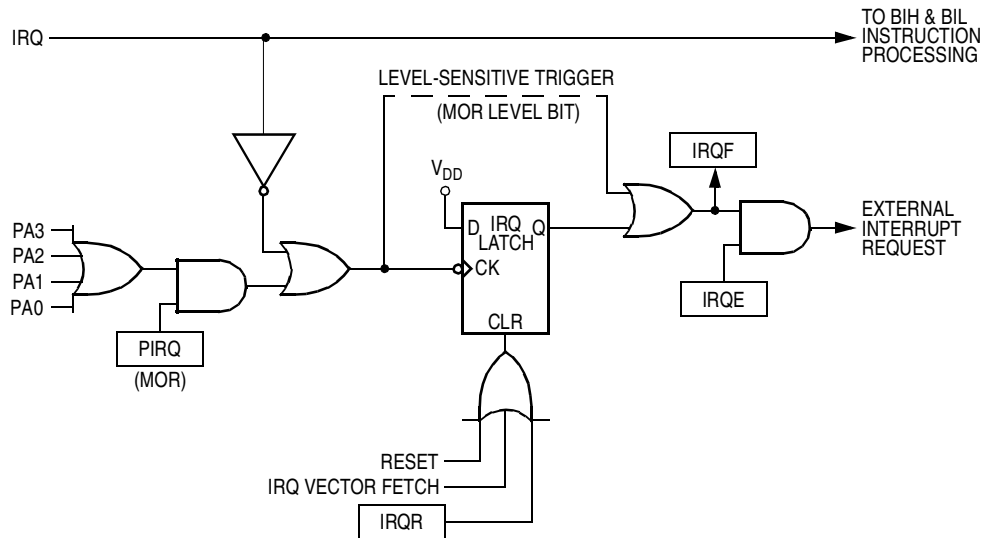 IRQ
TO BIH & BIL
INSTRUCTION
PROCESSING
LEVEL-SENSITIVE TRIGGER
(MOR LEVEL BIT)
IRQF
VDD
D IRQ Q
LATCH
CK
CLR
PA3
PA2
PA1
PA0
PIRQ
(MOR)
EXTERNAL
INTERRUPT
REQUEST
IRQE
RESET
IRQ VECTOR FETCH
IRQR